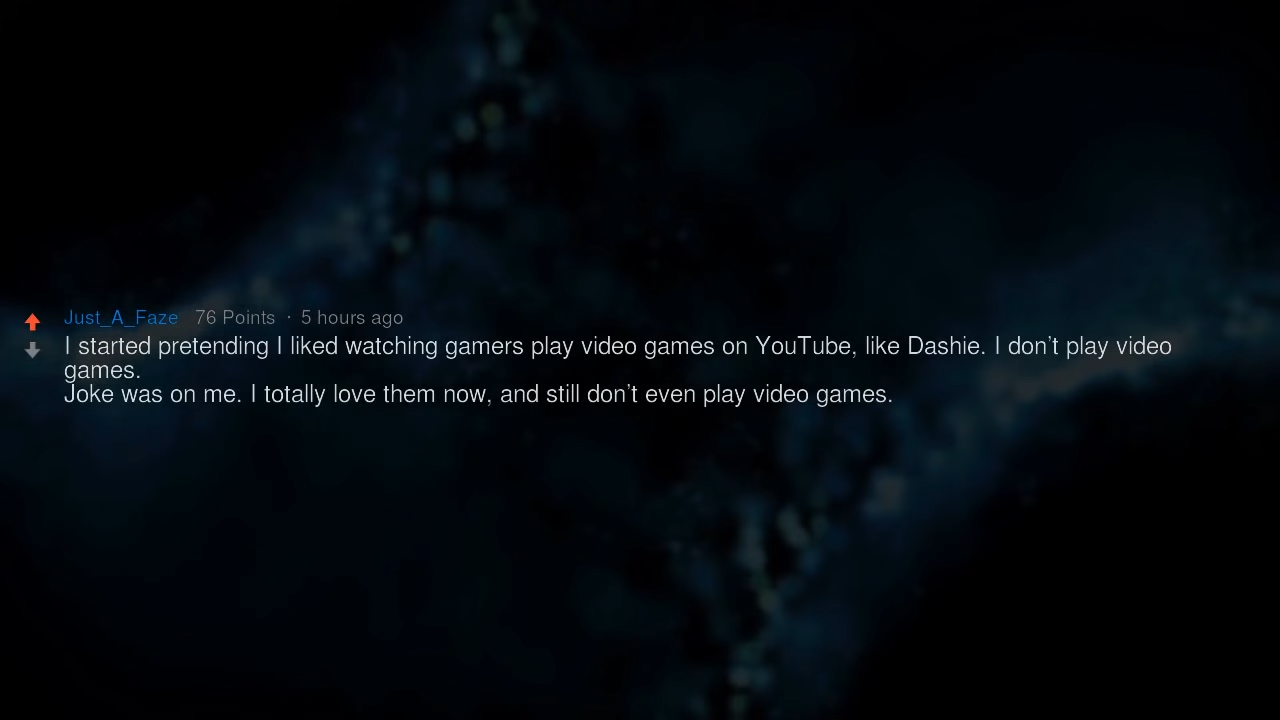 Just_A_Faze 76 Points · 5 hours ago
I started pretending I liked watching gamers play video games on YouTube, like Dashie. I don't play video
games.
Joke was on me. I totally love them now, and still don't even play video games.